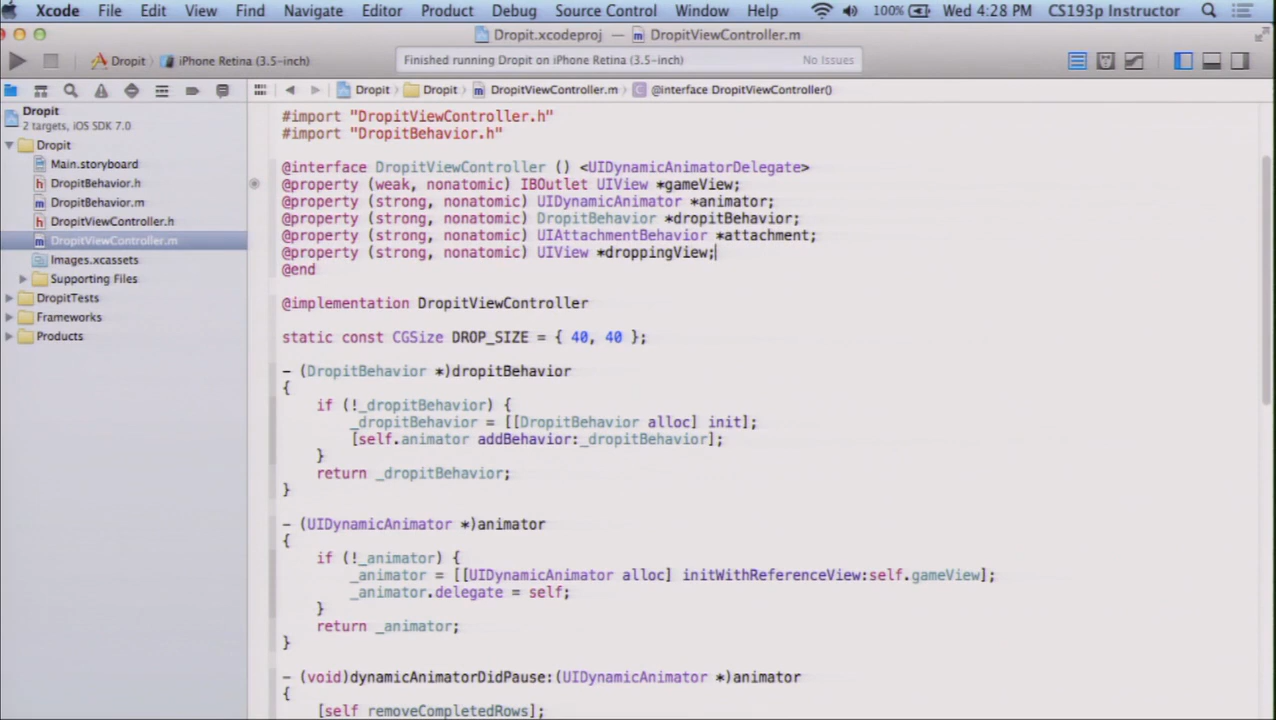 Xcode File Edit View Find Navigate Editor Product Debug Source Control Window Help 100% Wed 4:28 PM CS193p Instructor
Dropit.xcodeproj — DropitViewController.m
Dropit iPhone Retina (3.5-inch) Finished running Dropit on iPhone Retina (3.5-inch) No Issues
Dropit Dropit DropitViewController.m @interface DropitViewController()
Dropit
2 targets, iOS SDK 7.0
Dropit
Main.storyboard
DropitBehavior.h
DropitBehavior.m
DropitViewController.h
DropitViewController.m
Images.xcassets
Supporting Files
DropitTests
Frameworks
Products
#import "DropitViewController.h"
#import "DropitBehavior.h"
@interface DropitViewController () <UIDynamicAnimatorDelegate>
@property (weak, nonatomic) IBOutlet UIView *gameView;
@property (strong, nonatomic) UIDynamicAnimator *animator;
@property (strong, nonatomic) DropitBehavior *dropitBehavior;
@property (strong, nonatomic) UIAttachmentBehavior *attachment;
@property (strong, nonatomic) UIView *droppingView;
@end
@implementation DropitViewController
static const CGSize DROP_SIZE = { 40, 40 };
- (DropitBehavior *)dropitBehavior
{
if (!_dropitBehavior) {
_dropitBehavior = [[DropitBehavior alloc] init];
[self.animator addBehavior:_dropitBehavior];
}
return _dropitBehavior;
}
- (UIDynamicAnimator *)animator
{
if (!_animator) {
_animator = [[UIDynamicAnimator alloc] initWithReferenceView:self.gameView];
_animator.delegate = self;
}
return _animator;
}
- (void)dynamicAnimatorDidPause:(UIDynamicAnimator *)animator
{
[self removeCompletedRows];